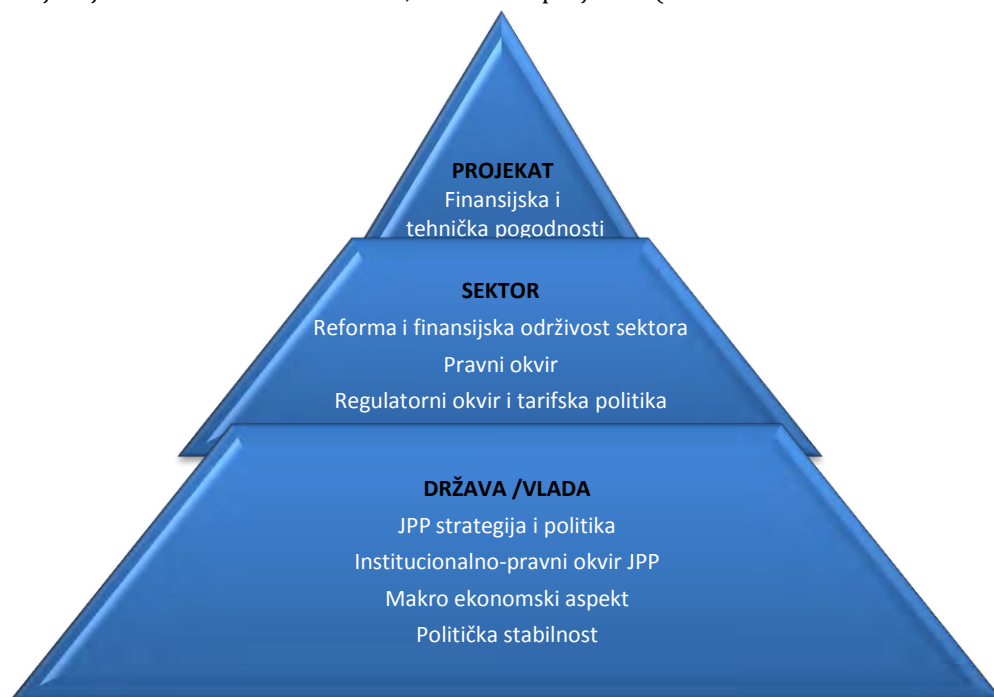 PROJEKAT
Finansijska i
tehnička pogodnosti
SEKTOR
Reforma i finansijska održivost sektora
Pravni okvir
Regulatorni okvir i tarifska politika
DRŽAVA /VLADA
JPP strategija i politika
Institucionalno-pravni okvir JPP
Makro ekonomski aspekt
Politička stabilnost